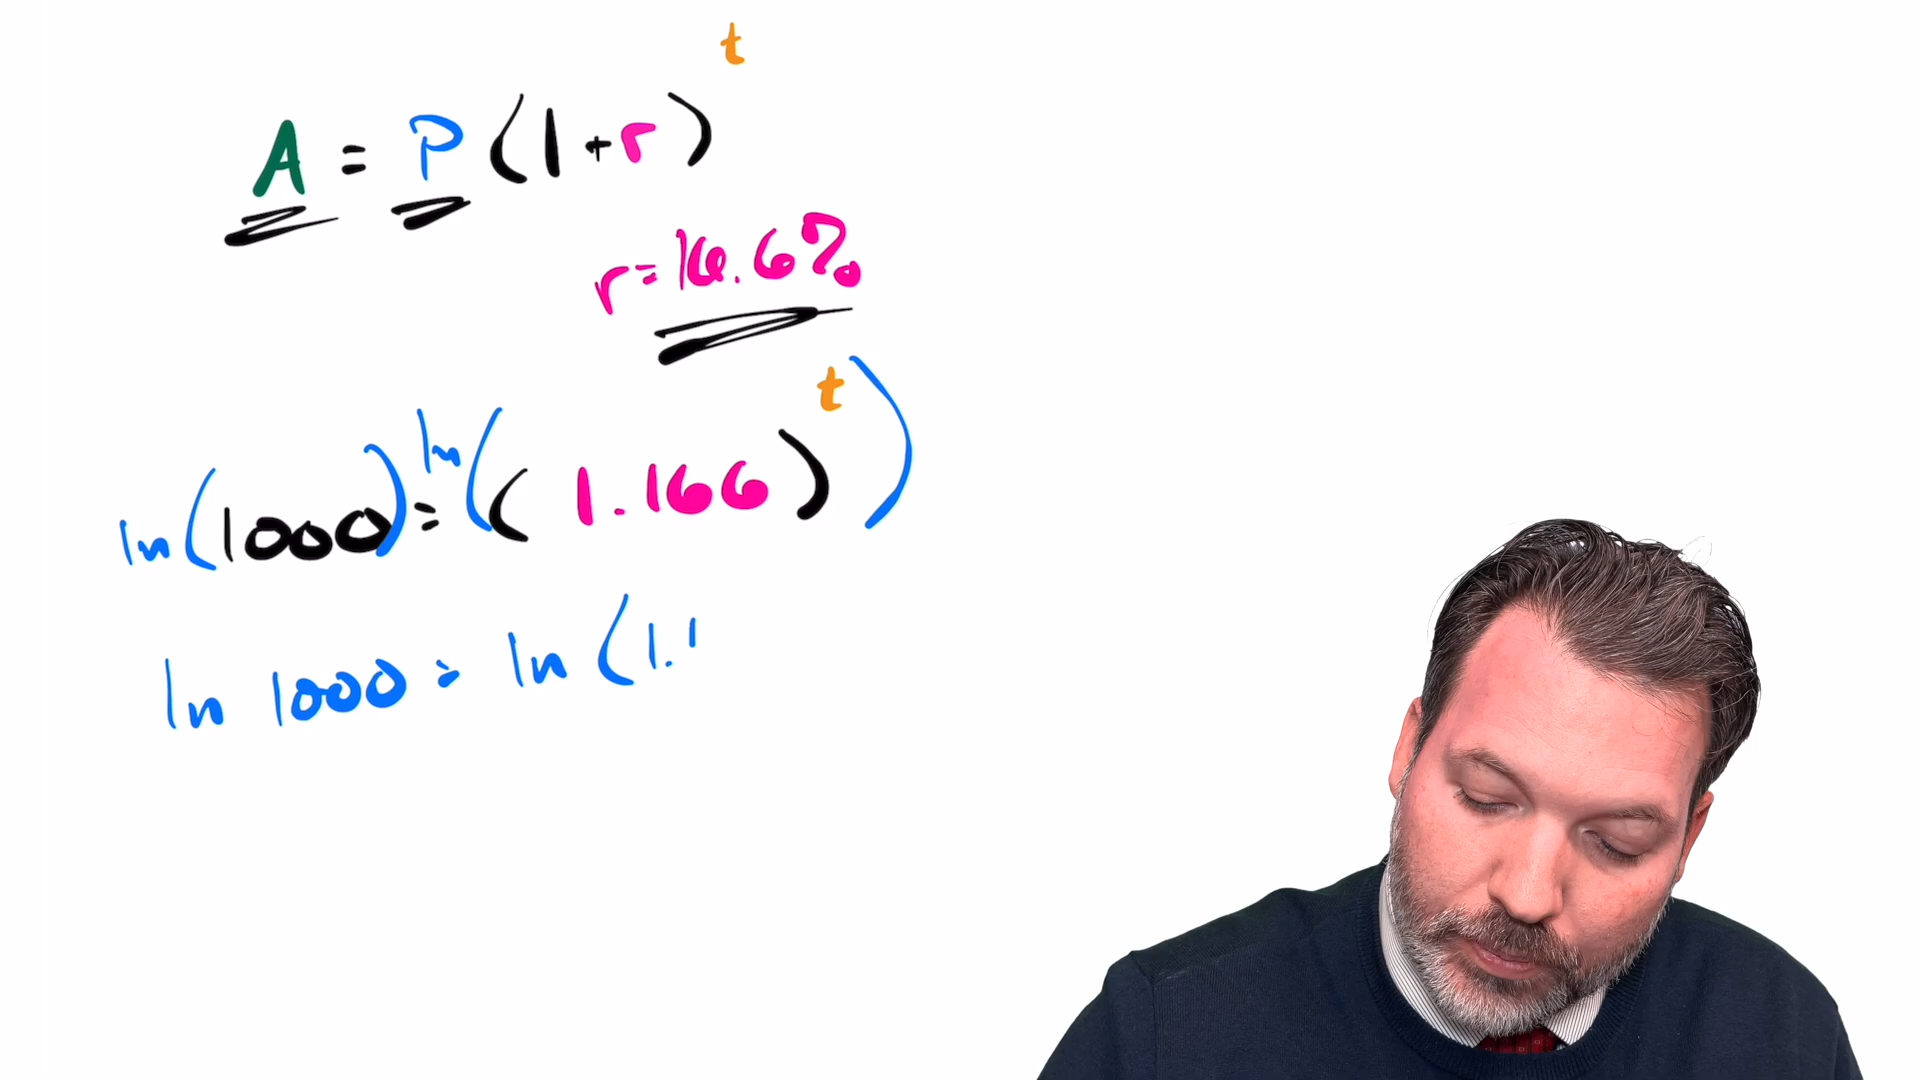 A = P (1 + r)^t
r = 16.6%
ln(1000) = ln((1.166)^t)
ln 1000 = ln (1.1